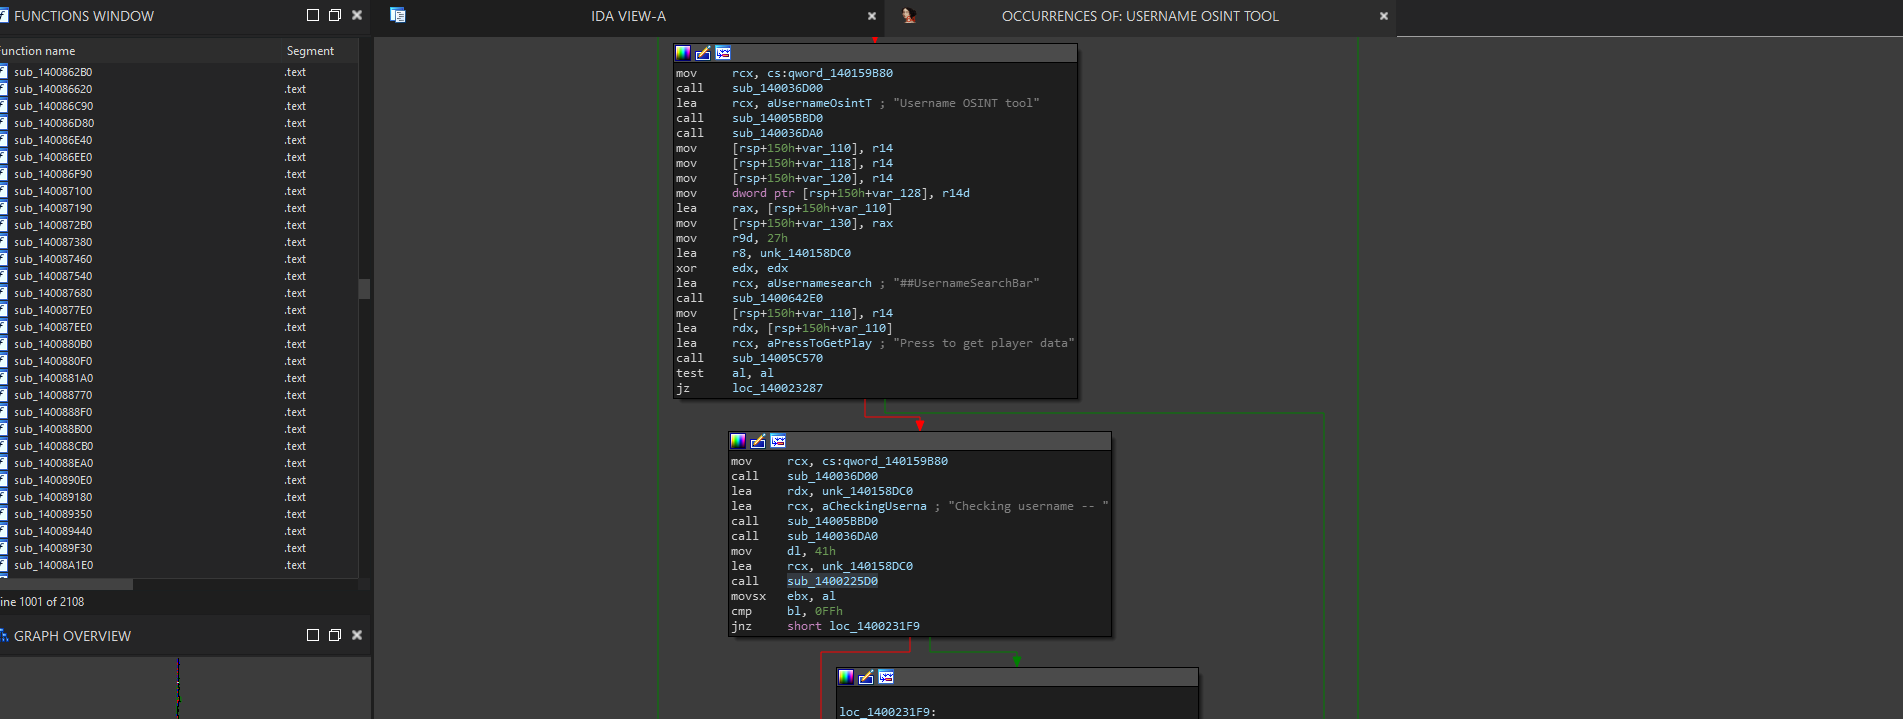 FUNCTIONS WINDOW
IDA VIEW-A
OCCURRENCES OF: USERNAME OSINT TOOL
unction name Segment
sub_1400862B0 .text
sub_140086620 .text
sub_140086C90 .text
sub_140086D80 .text
sub_140086E40 .text
sub_140086EE0 .text
sub_140086F90 .text
sub_140087100 .text
sub_140087190 .text
sub_1400872B0 .text
sub_140087380 .text
sub_140087460 .text
sub_140087540 .text
sub_140087680 .text
sub_1400877E0 .text
sub_140087EE0 .text
sub_1400880B0 .text
sub_1400880F0 .text
sub_1400881A0 .text
sub_140088770 .text
sub_1400888F0 .text
sub_140088B00 .text
sub_140088CB0 .text
sub_140088EA0 .text
sub_1400890E0 .text
sub_140089180 .text
sub_140089350 .text
sub_140089440 .text
sub_140089F30 .text
sub_14008A1E0 .text
ine 1001 of 2108
GRAPH OVERVIEW
mov rcx, cs:qword_140159B80
call sub_140036D00
lea rcx, aUsernameOsintT ; "Username OSINT tool"
call sub_14005BBD0
call sub_140036DA0
mov [rsp+150h+var_110], r14
mov [rsp+150h+var_118], r14
mov [rsp+150h+var_120], r14
mov dword ptr [rsp+150h+var_128], r14d
lea rax, [rsp+150h+var_110]
mov [rsp+150h+var_130], rax
mov r9d, 27h
lea r8, unk_140158DC0
xor edx, edx
lea rcx, aUsernamesearch ; "##UsernameSearchBar"
call sub_1400642E0
mov [rsp+150h+var_110], r14
lea rdx, [rsp+150h+var_110]
lea rcx, aPressToGetPlay ; "Press to get player data"
call sub_14005C570
test al, al
jz loc_140023287
mov rcx, cs:qword_140159B80
call sub_140036D00
lea rdx, unk_140158DC0
lea rcx, aCheckingUserna ; "Checking username -- "
call sub_14005BBD0
call sub_140036DA0
mov dl, 41h
lea rcx, unk_140158DC0
call sub_1400225D0
movsx ebx, al
cmp bl, 0FFh
jnz short loc_1400231F9
loc_1400231F9: